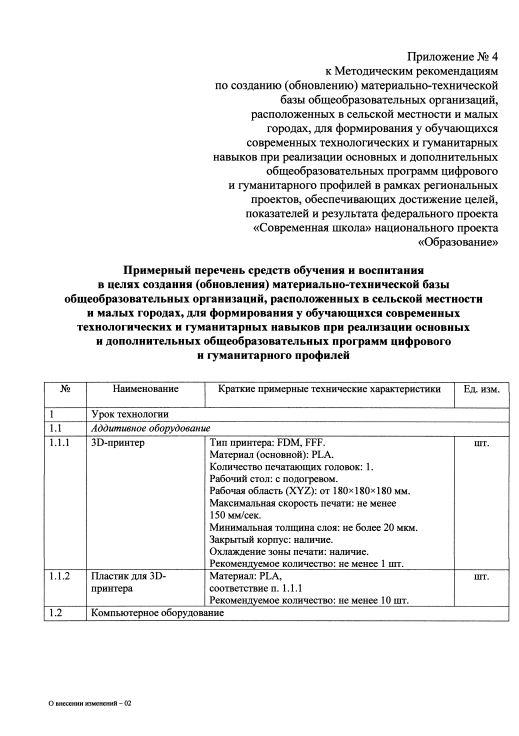 Приложение № 4
к Методическим рекомендациям
по созданию (обновлению) материально-технической
базы общеобразовательных организаций,
расположенных в сельской местности и малых
городах, для формирования у обучающихся
современных технологических и гуманитарных
навыков при реализации основных и дополнительных
общеобразовательных программ цифрового
и гуманитарного профилей в рамках региональных
проектов, обеспечивающих достижение целей,
показателей и результата федерального проекта
«Современная школа» национального проекта
«Образование»
Примерный перечень средств обучения и воспитания
в целях создания (обновления) материально-технической базы
общеобразовательных организаций, расположенных в сельской местности
и малых городах, для формирования у обучающихся современных
технологических и гуманитарных навыков при реализации основных
и дополнительных общеобразовательных программ цифрового
и гуманитарного профилей
№ Наименование Краткие примерные технические характеристики Ед. изм.
1 Урок технологии
1.1 Аддитивное оборудование
1.1.1 3D-принтер Тип принтера: FDM, FFF. шт.
Материал (основной): PLA.
Количество печатающих головок: 1.
Рабочий стол: с подогревом.
Рабочая область (XYZ): от 180×180×180 мм.
Максимальная скорость печати: не менее
150 мм/сек.
Минимальная толщина слоя: не более 20 мкм.
Закрытый корпус: наличие.
Охлаждение зоны печати: наличие.
Рекомендуемое количество: не менее 1 шт.
1.1.2 Пластик для 3D- Материал: PLA, шт.
принтера соответствие п. 1.1.1
Рекомендуемое количество: не менее 10 шт.
1.2 Компьютерное оборудование
О внесении изменений – 02